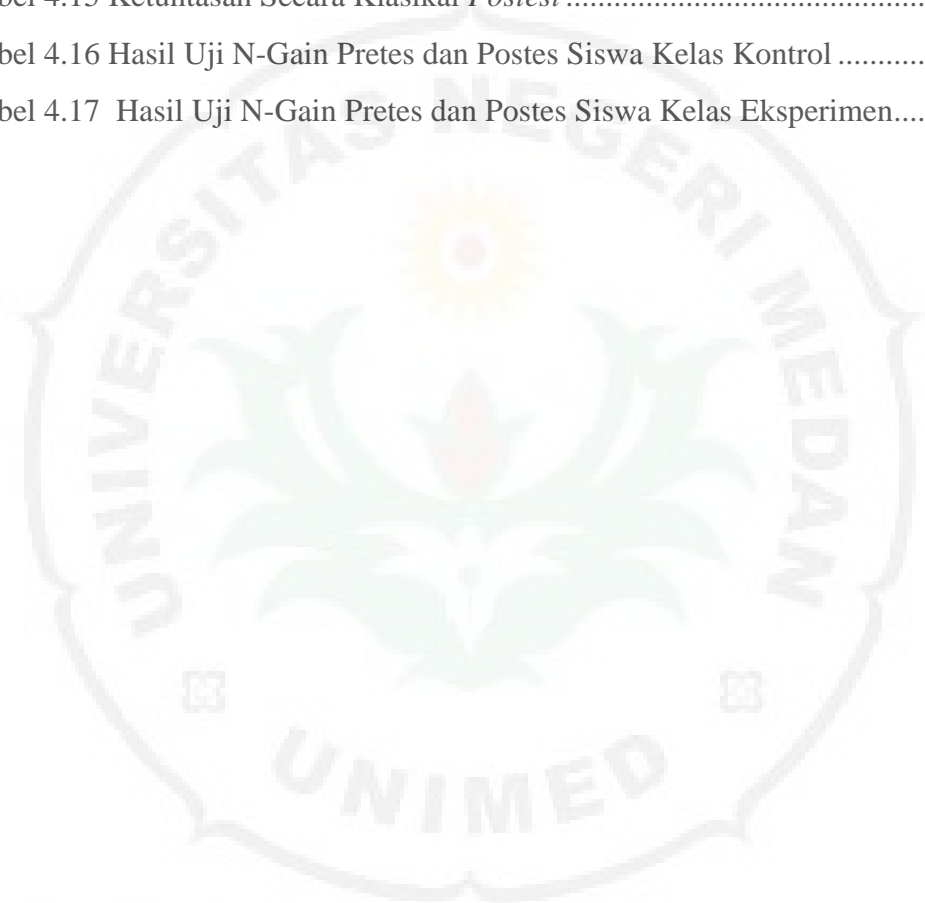 bel 4.15 Ketuntasan Secara Klasikal Postest ......................................
bel 4.16 Hasil Uji N-Gain Pretes dan Postes Siswa Kelas Kontrol ..........
bel 4.17 Hasil Uji N-Gain Pretes dan Postes Siswa Kelas Eksperimen....
UNIVERSITAS NEGERI MEDAN
UNIMED